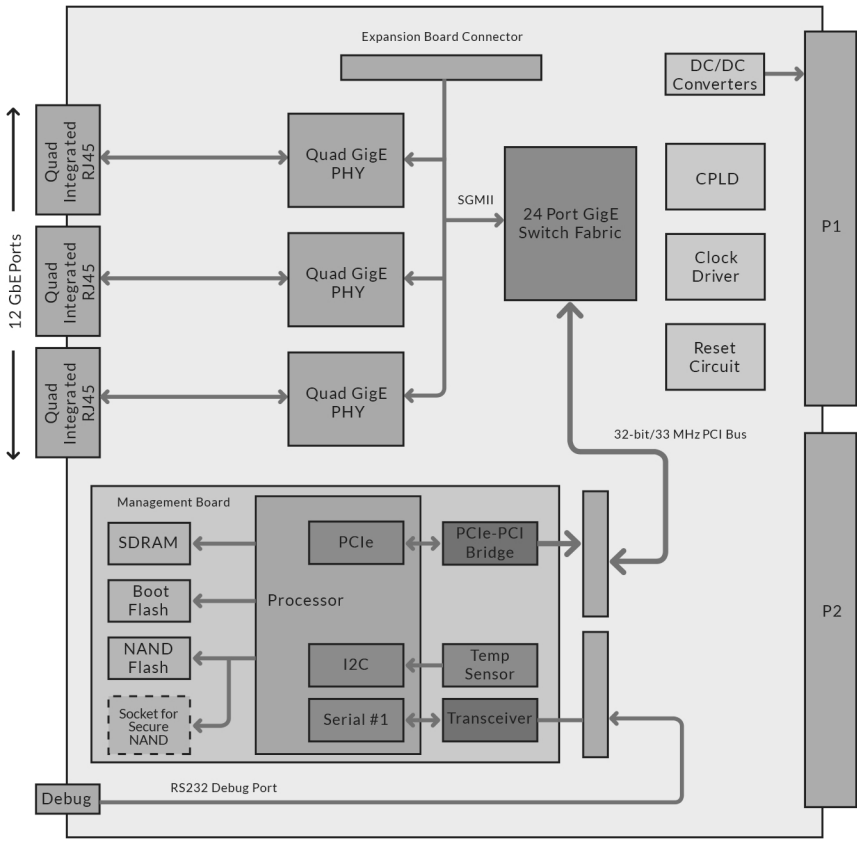 Expansion Board Connector
DC/DC
Converters
Quad
Integrated
RJ45
Quad GigE
PHY
CPLD
SGMII
24 Port GigE
Switch Fabric
P1
12 GbE Ports
Quad
Integrated
RJ45
Quad GigE
PHY
Clock
Driver
Reset
Circuit
Quad
Integrated
RJ45
Quad GigE
PHY
32-bit/33 MHz PCI Bus
Management Board
SDRAM
PCIe
PCIe-PCI
Bridge
Boot
Flash
Processor
P2
NAND
Flash
I2C
Temp
Sensor
Socket for
Secure
NAND
Serial #1
Transceiver
RS232 Debug Port
Debug